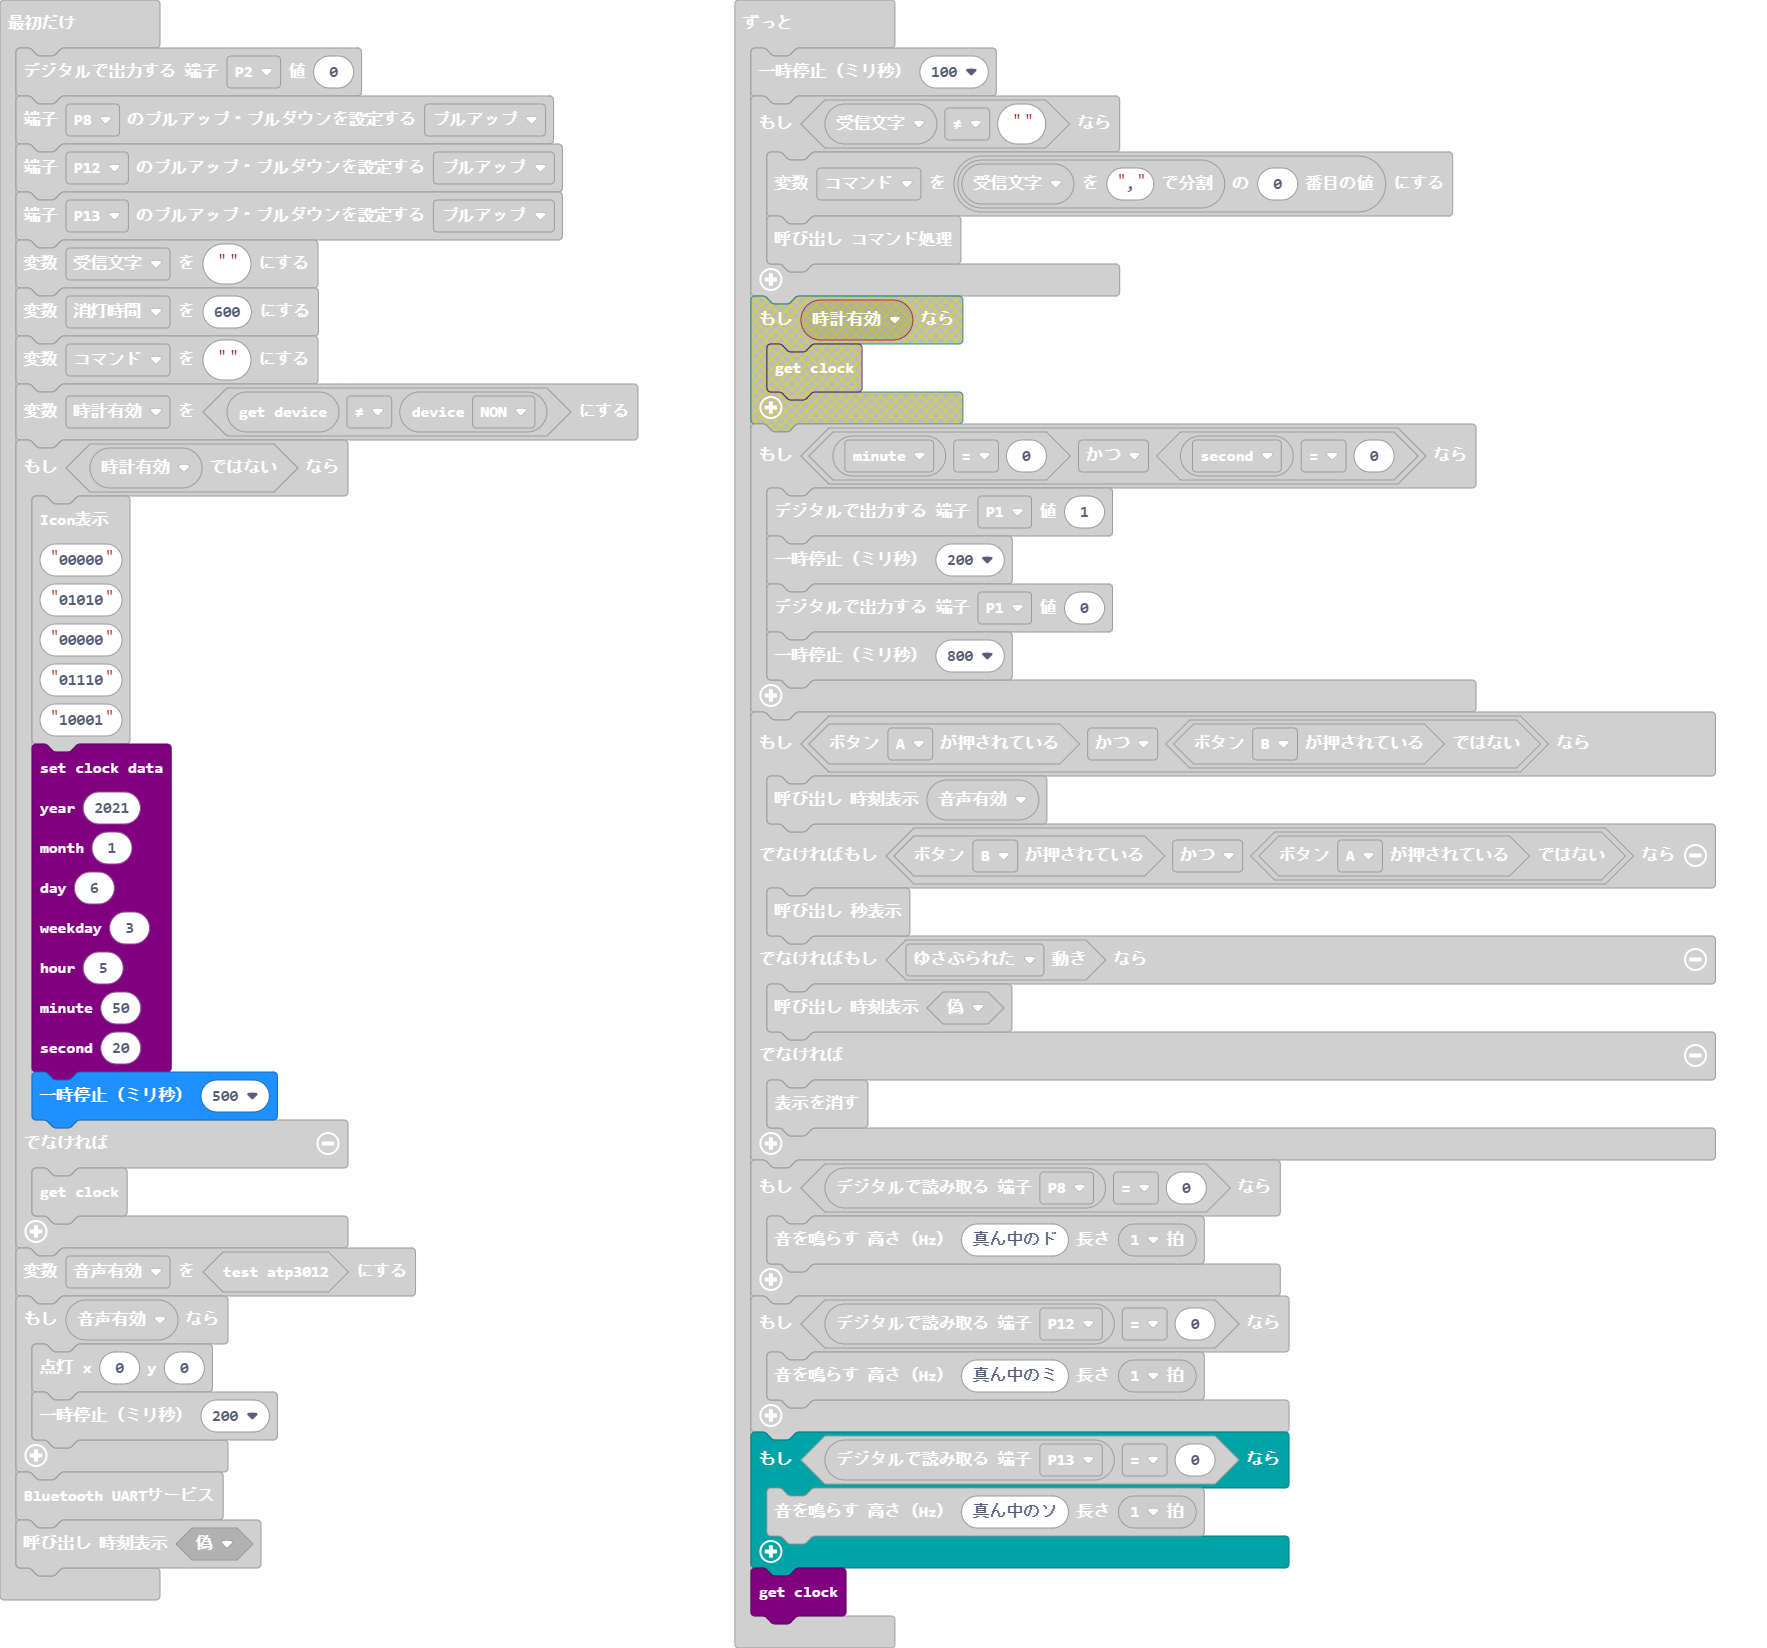 最初だけ
デジタルで出力する 端子 P2 値 0
端子 P8 のプルアップ・プルダウンを設定する プルアップ
端子 P12 のプルアップ・プルダウンを設定する プルアップ
端子 P13 のプルアップ・プルダウンを設定する プルアップ
変数 受信文字 を "" にする
変数 消灯時間 を 600 にする
変数 コマンド を "" にする
変数 時計有効 を get device ≠ device NON にする
もし 時計有効 ではない なら
Icon表示
"00000"
"01010"
"00000"
"01110"
"10001"
set clock data
year 2021
month 1
day 6
weekday 3
hour 5
minute 50
second 20
一時停止（ミリ秒） 500
でなければ
get clock
変数 音声有効 を test atp3012 にする
もし 音声有効 なら
点灯 x 0 y 0
一時停止（ミリ秒） 200
Bluetooth UARTサービス
呼び出し 時刻表示 偽
ずっと
一時停止（ミリ秒） 100
もし 受信文字 ≠ "" なら
変数 コマンド を 受信文字 を "," で分割 の 0 番目の値 にする
呼び出し コマンド処理
もし 時計有効 なら
get clock
もし minute = 0 かつ second = 0 なら
デジタルで出力する 端子 P1 値 1
一時停止（ミリ秒） 200
デジタルで出力する 端子 P1 値 0
一時停止（ミリ秒） 800
もし ボタン A が押されている かつ ボタン B が押されている ではない なら
呼び出し 時刻表示 音声有効
でなければもし ボタン B が押されている かつ ボタン A が押されている ではない なら
呼び出し 秒表示
でなければもし ゆさぶられた 動き なら
呼び出し 時刻表示 偽
でなければ
表示を消す
もし デジタルで読み取る 端子 P8 = 0 なら
音を鳴らす 高さ（Hz） 真ん中のド 長さ 1 拍
もし デジタルで読み取る 端子 P12 = 0 なら
音を鳴らす 高さ（Hz） 真ん中のミ 長さ 1 拍
もし デジタルで読み取る 端子 P13 = 0 なら
音を鳴らす 高さ（Hz） 真ん中のソ 長さ 1 拍
get clock